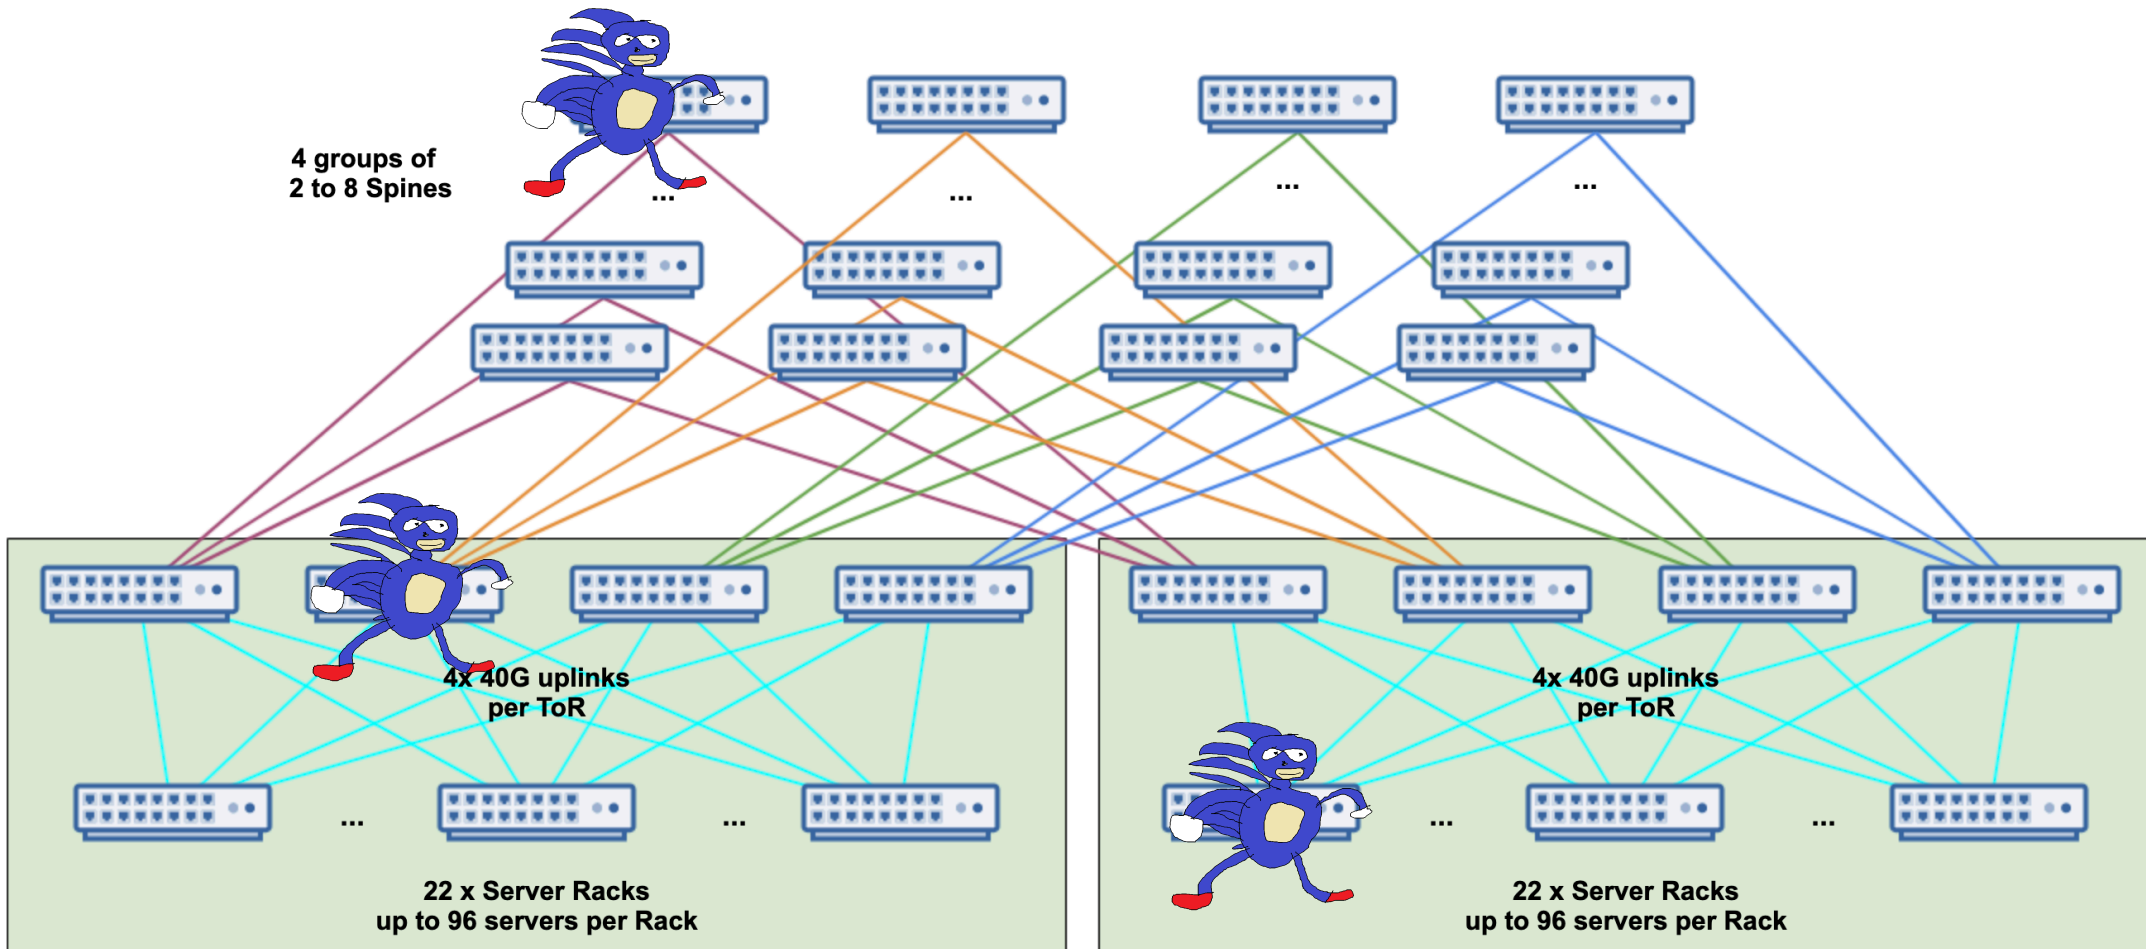 4 groups of
2 to 8 Spines
...
...
...
...
4x 40G uplinks
per ToR
4x 40G uplinks
per ToR
...
...
...
...
22 x Server Racks
up to 96 servers per Rack
22 x Server Racks
up to 96 servers per Rack